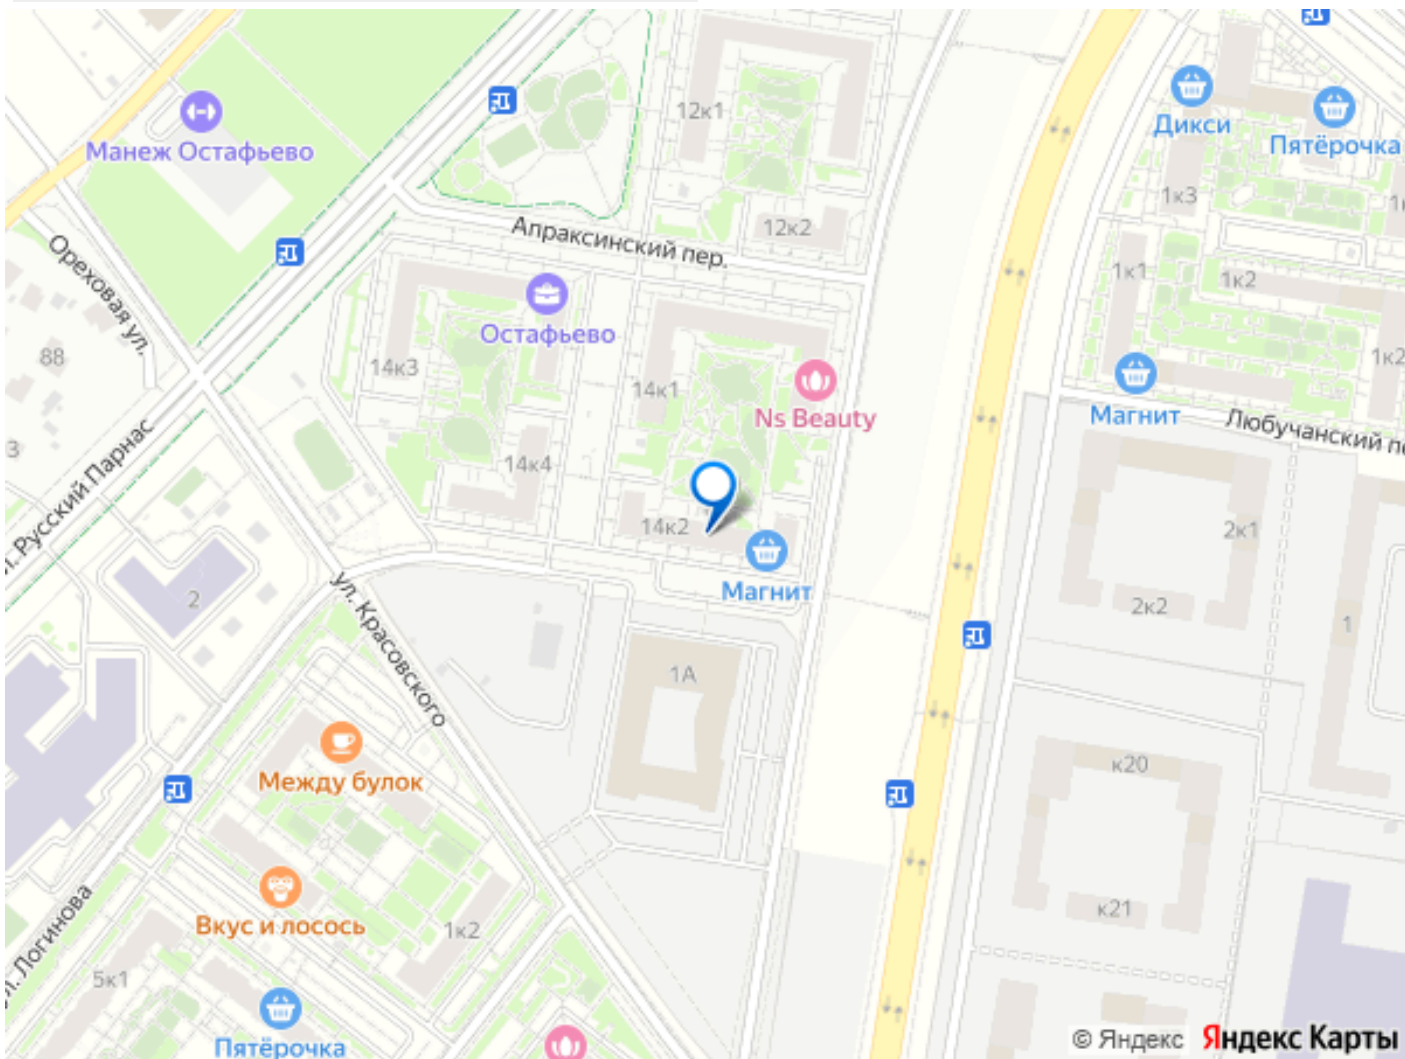 12к1
Дикси
Пятёрочка
Манеж Остафьево
1к3
Апраксинский пер.
12к2
Ореховая ул.
1к1
1к2
Остафьево
88
14к3
14к1
1к2
Ns Beauty
Магнит
Любучанский пе
3
14к4
л. Русский Парнас
14к2
2к1
Магнит
2
2к2
1
ул. Красовского
1А
Между булок
к20
Вкус и лосось
1к2
к21
ул. Логинова
5к1
Пятёрочка
© Яндекс Яндекс Карты